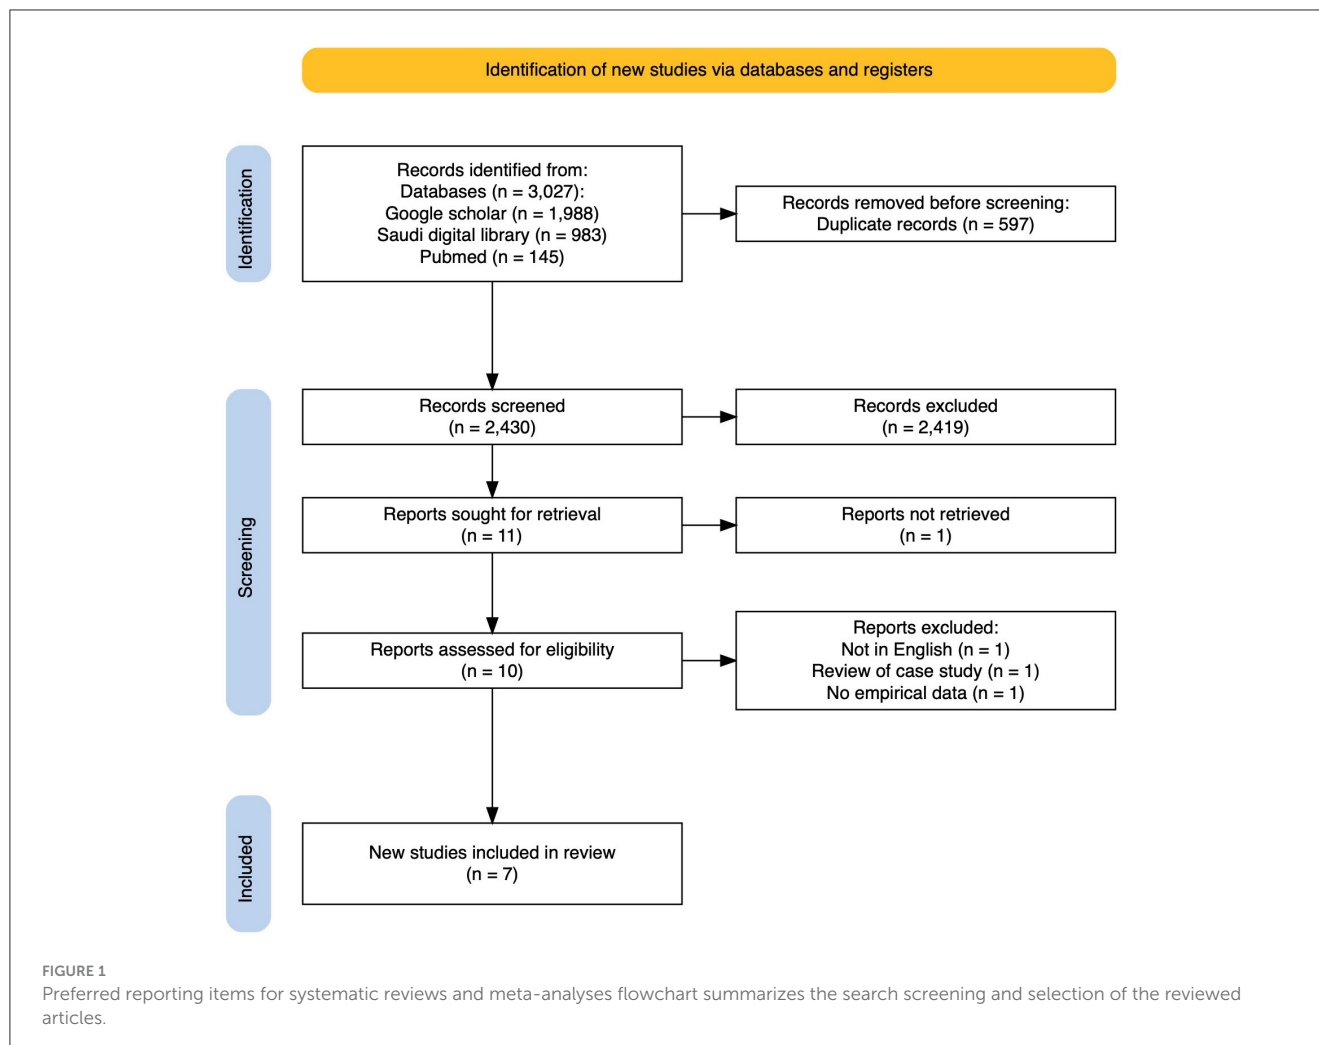 Identification of new studies via databases and registers
Identification
Records identified from:
Databases (n = 3,027):
Google scholar (n = 1,988)
Saudi digital library (n = 983)
Pubmed (n = 145)
Records removed before screening:
Duplicate records (n = 597)
Screening
Records screened
(n = 2,430)
Records excluded
(n = 2,419)
Reports sought for retrieval
(n = 11)
Reports not retrieved
(n = 1)
Reports assessed for eligibility
(n = 10)
Reports excluded:
Not in English (n = 1)
Review of case study (n = 1)
No empirical data (n = 1)
Included
New studies included in review
(n = 7)
FIGURE 1
Preferred reporting items for systematic reviews and meta-analyses flowchart summarizes the search screening and selection of the reviewed
articles.